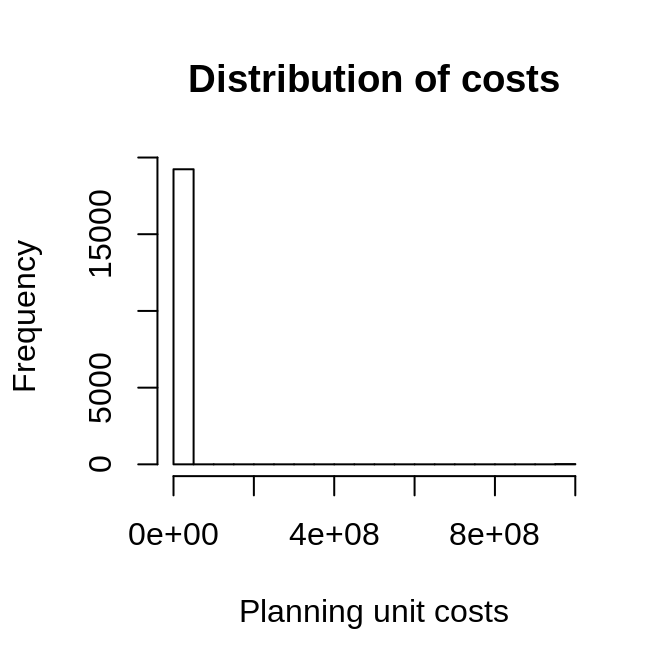 Distribution of costs
Frequency
15000
5000
0
0e+00 4e+08 8e+08
Planning unit costs